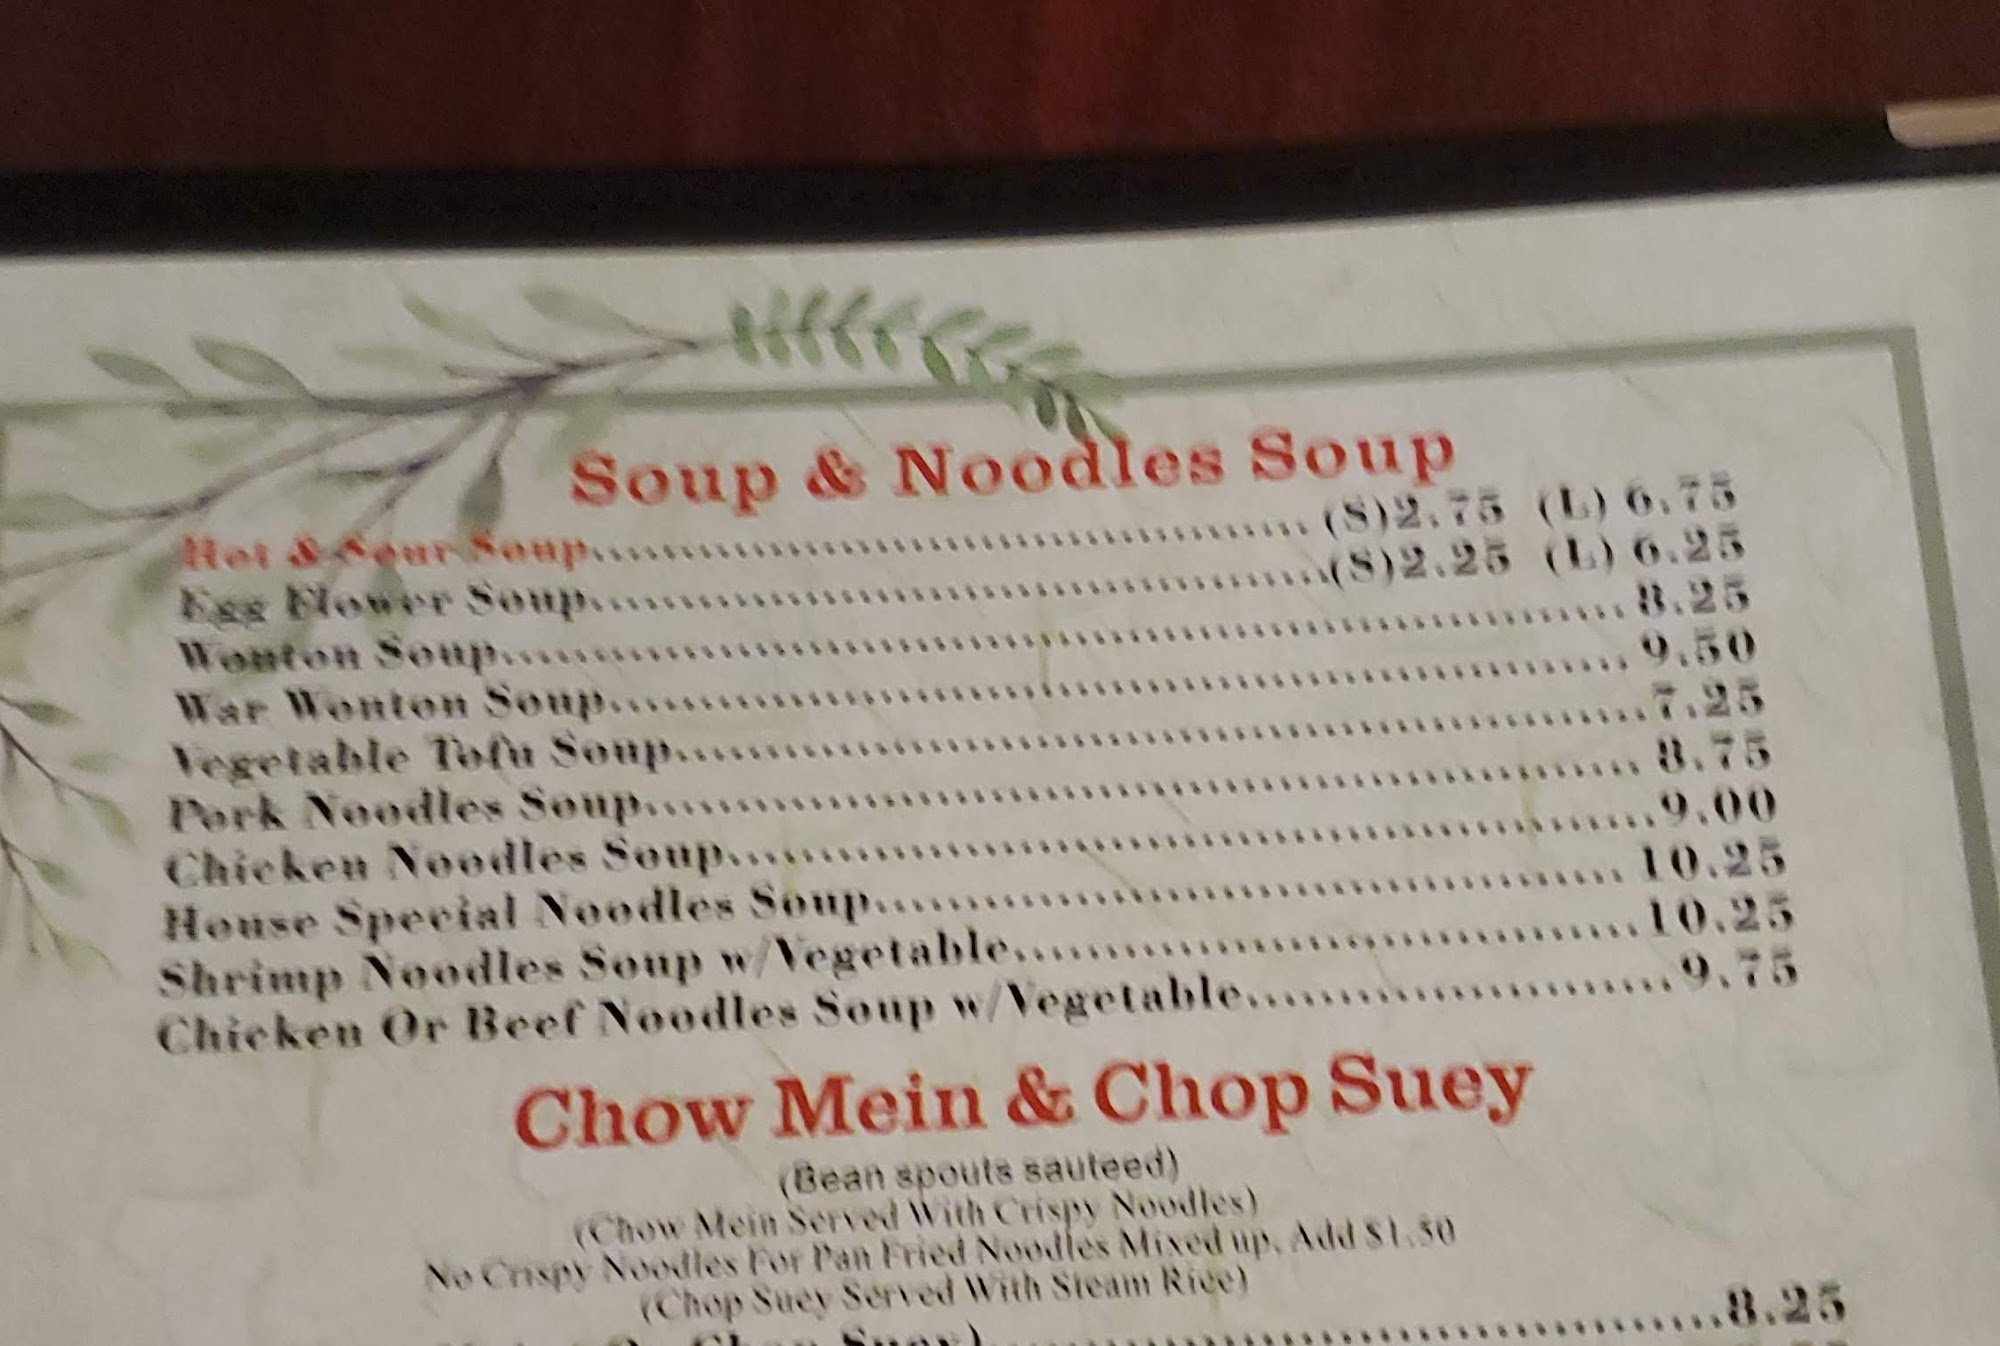 Soup & Noodles Soup
Hot & Sour Soup (S)2.75 (L) 6.75
Egg Flower Soup (S)2.25 (L) 6.25
Wonton Soup 8.25
War Wonton Soup 9.50
Vegetable Tofu Soup 7.25
Pork Noodles Soup 8.75
Chicken Noodles Soup 9.00
House Special Noodles Soup 10.25
Shrimp Noodles Soup w/Vegetable 10.25
Chicken Or Beef Noodles Soup w/Vegetable 9.75
Chow Mein & Chop Suey
(Bean spouts sauteed)
(Chow Mein Served With Crispy Noodles)
No Crispy Noodles For Pan Fried Noodles Mixed up, Add $1.50
(Chop Suey Served With Steam Rice)
Chop Suey) 8.25